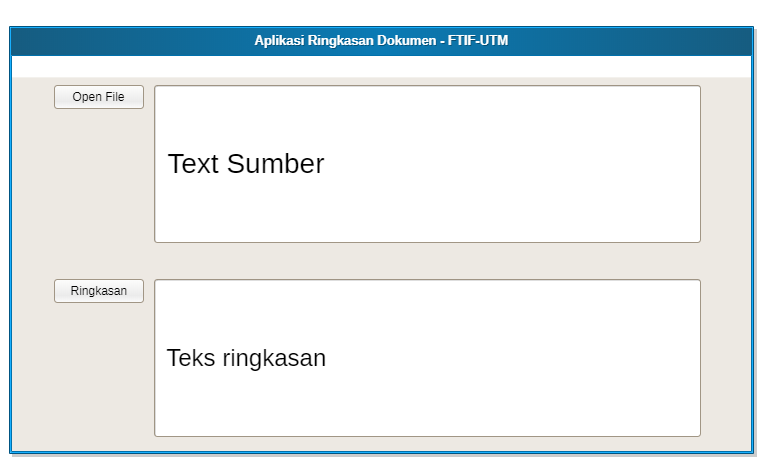 Aplikasi Ringkasan Dokumen - FTIF-UTM
Open File
Text Sumber
Ringkasan
Teks ringkasan